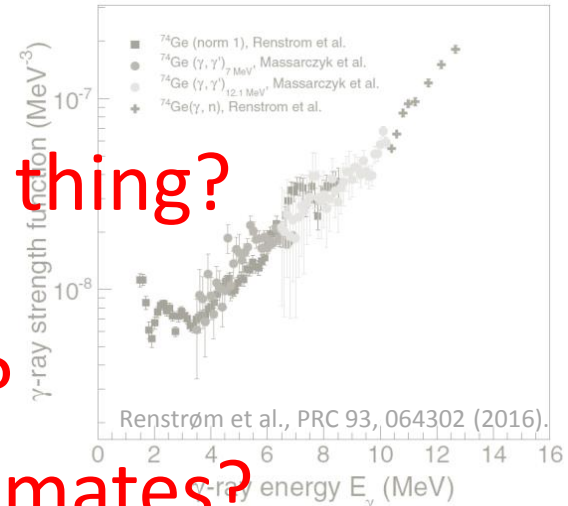 ⁷⁴Ge (norm 1), Renstrom et al.
⁷⁴Ge (γ, γ')₇ MeV, Massarczyk et al.
⁷⁴Ge (γ, γ')₁₂.₁ MeV, Massarczyk et al.
⁷⁴Ge(γ, n), Renstrom et al.
γ-ray strength function (MeV⁻³)
10⁻⁷
10⁻⁸
thing?
?
Renstrøm et al., PRC 93, 064302 (2016).
0 2 4 6 8 10 12 14 16
mates?
γ-ray energy Eγ (MeV)